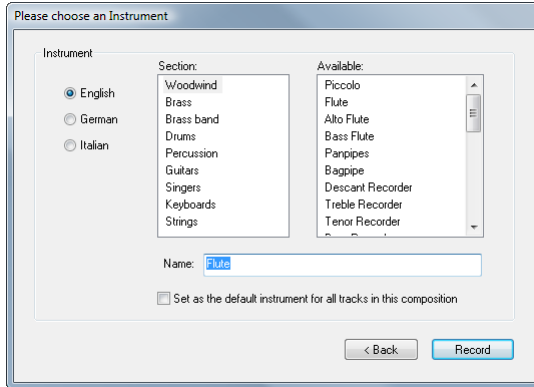 Please choose an Instrument
Instrument
Section:
Available:
English
German
Italian
Woodwind
Brass
Brass band
Drums
Percussion
Guitars
Singers
Keyboards
Strings
Piccolo
Flute
Alto Flute
Bass Flute
Panpipes
Bagpipe
Descant Recorder
Treble Recorder
Tenor Recorder
Name: Flute
Set as the default instrument for all tracks in this composition
< Back
Record